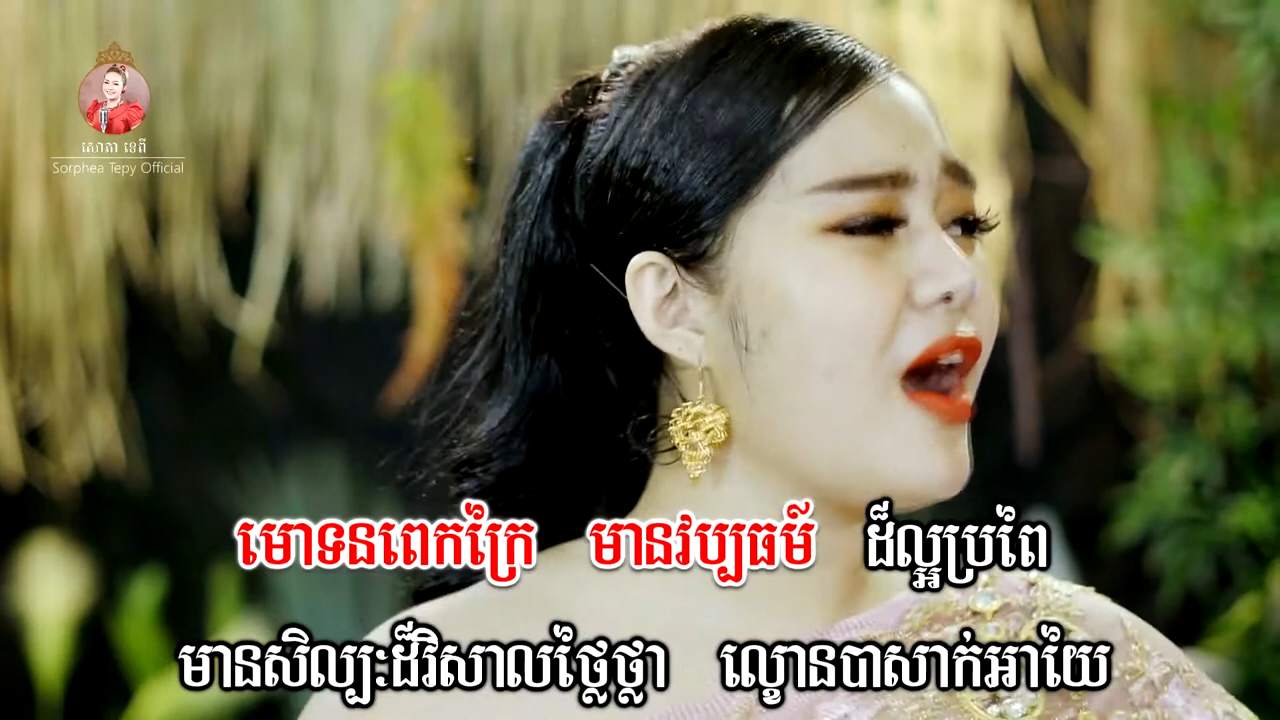 សោភា ទេពី
Sorphea Tepy Official
មោទនពេកក្រៃ មានវប្បធម៌ ដ៏ល្អប្រពៃ
មានសិល្បៈដ៏វិសាលថ្លៃថ្លា ល្ខោនបាសាក់អាយៃ